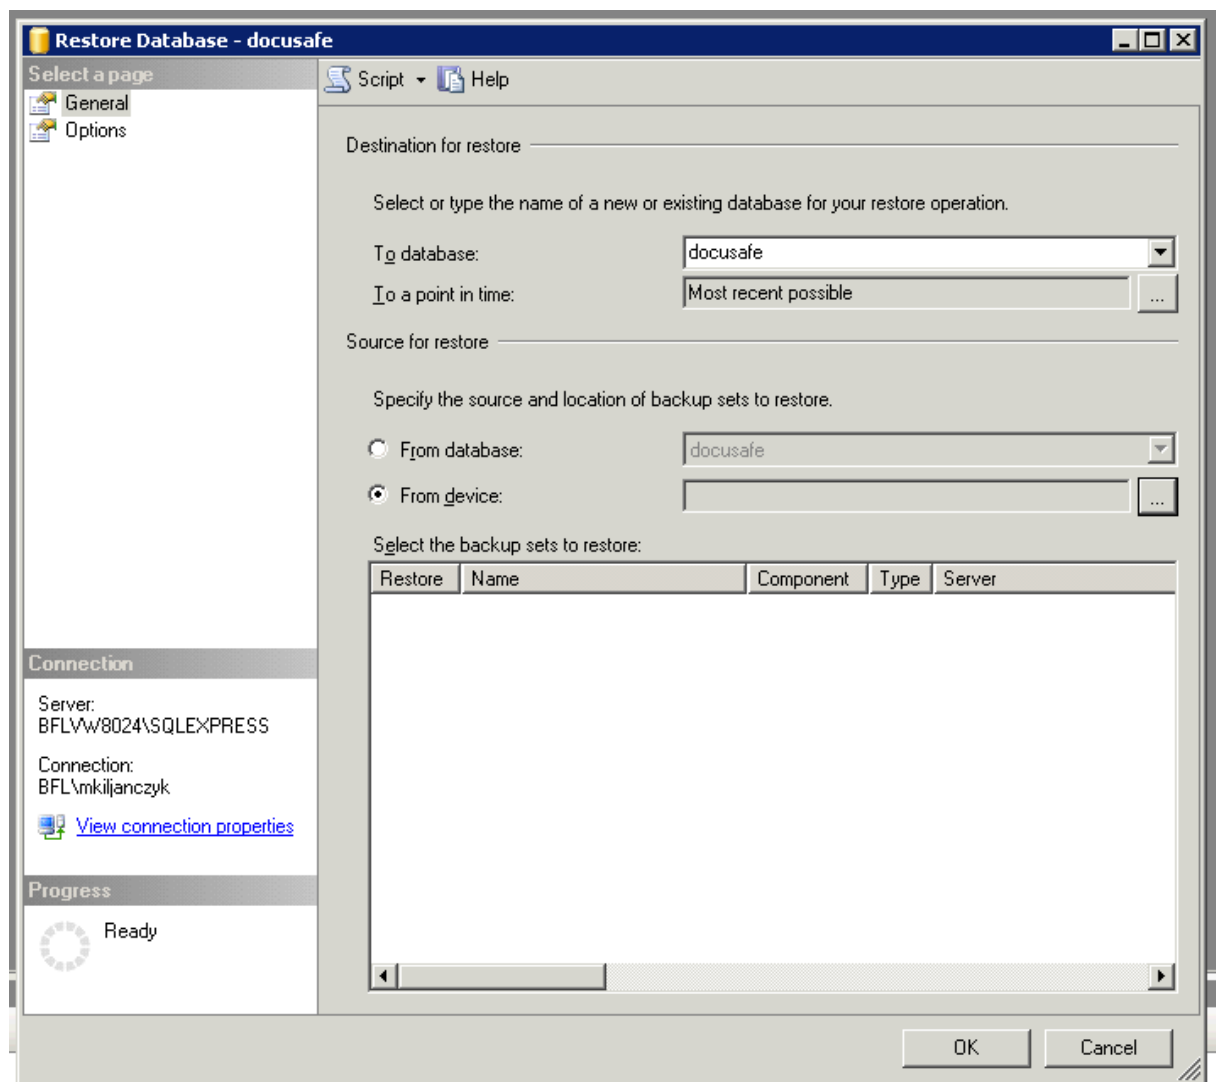 Restore Database - docusafe
Select a page
General
Options
Script
Help
Destination for restore
Select or type the name of a new or existing database for your restore operation.
To database:
docusafe
To a point in time:
Most recent possible
...
Source for restore
Specify the source and location of backup sets to restore.
From database:
docusafe
From device:
...
Select the backup sets to restore:
Restore Name Component Type Server
Connection
Server:
BFLVW8024\SQLEXPRESS
Connection:
BFL\mkiljanczyk
View connection properties
Progress
Ready
OK
Cancel